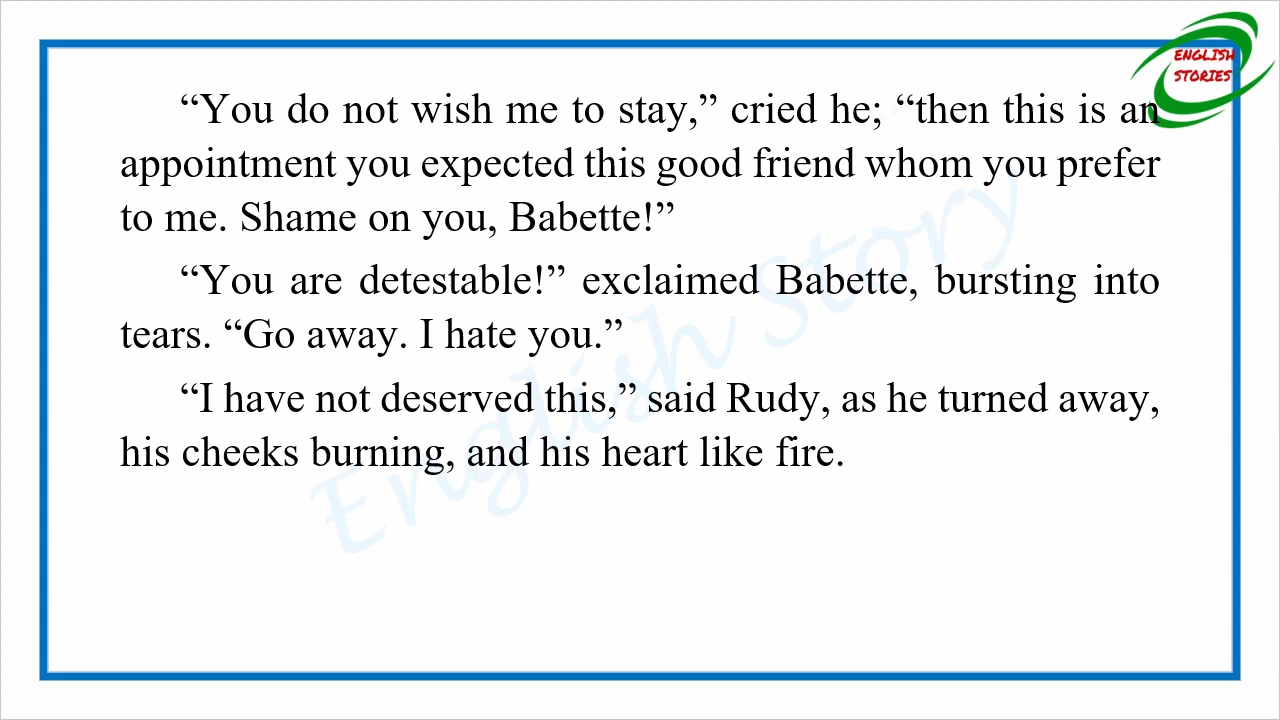 ENGLISH
STORIES
“You do not wish me to stay,” cried he; “then this is an
appointment you expected this good friend whom you prefer
to me. Shame on you, Babette!”
“You are detestable!” exclaimed Babette, bursting into
tears. “Go away. I hate you.”
“I have not deserved this,” said Rudy, as he turned away,
his cheeks burning, and his heart like fire.
English Story